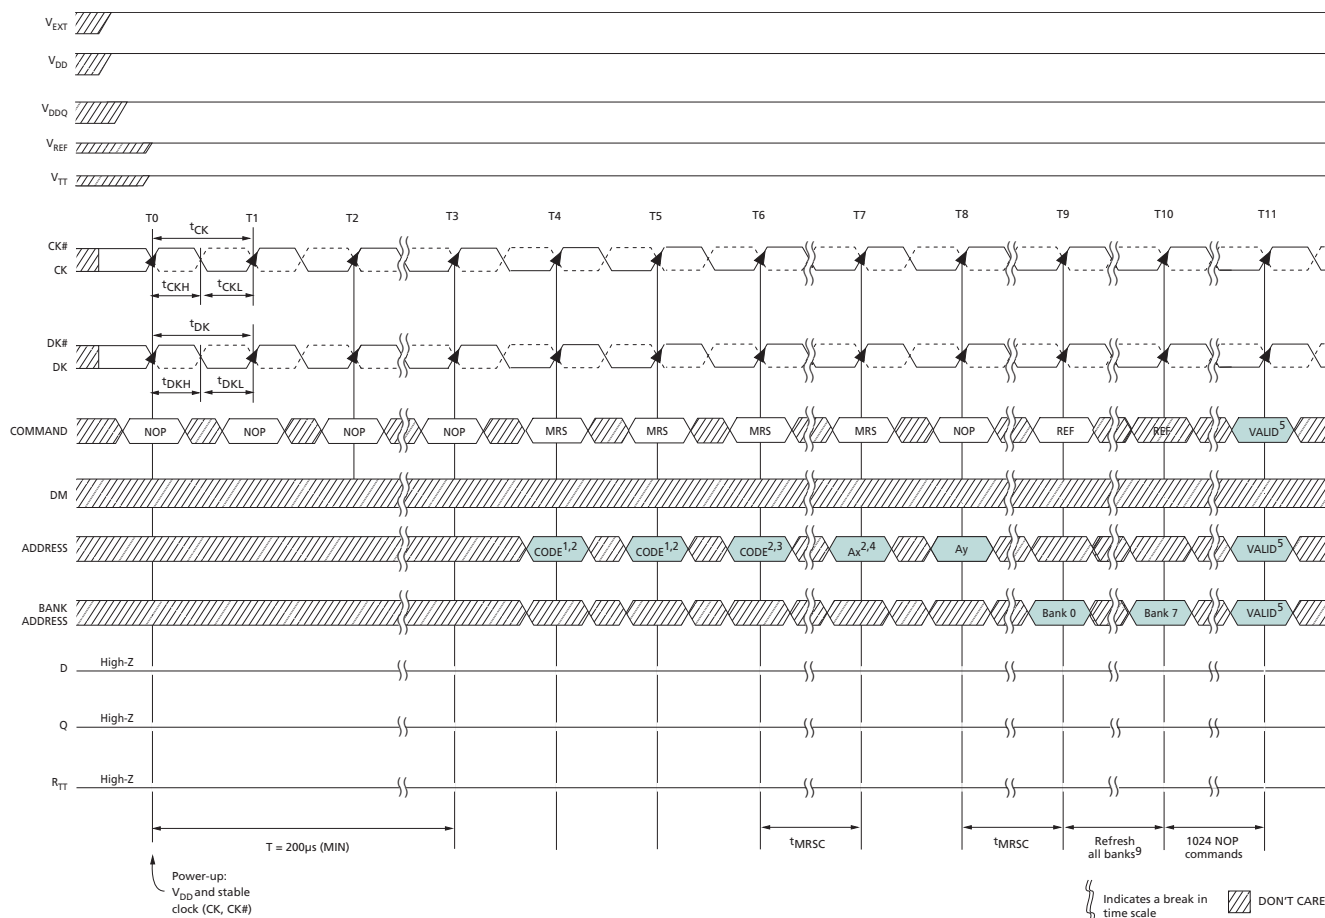 VEXT
VDD
VDDQ
VREF
VTT
T0 T1 T2 T3 T4 T5 T6 T7 T8 T9 T10 T11
tCK
CK#
CK
tCKH tCKL
tDK
DK#
DK
tDKH tDKL
COMMAND NOP NOP NOP NOP MRS MRS MRS MRS NOP REF REF VALID5
DM
ADDRESS CODE1,2 CODE1,2 CODE2,3 Ax2,4 Ay VALID5
BANK
ADDRESS Bank 0 Bank 7 VALID5
D High-Z
Q High-Z
RTT High-Z
T = 200µs (MIN) tMRSC tMRSC Refresh
all banks9 1024 NOP
commands
Power-up:
VDD and stable
clock (CK, CK#)
Indicates a break in
time scale
DON'T CARE